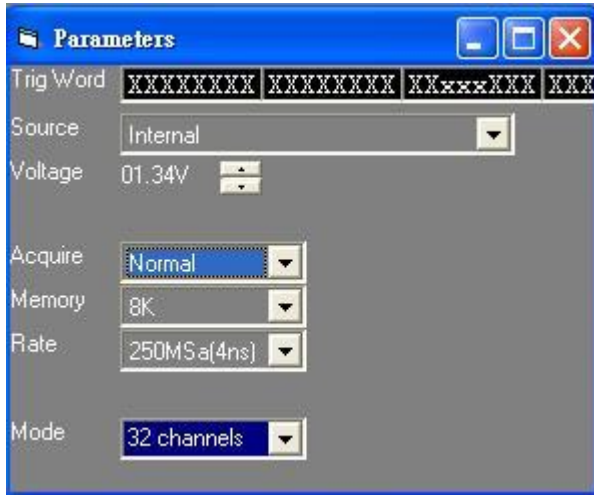 Parameters
Trig Word XXXXXXXX XXXXXXXX XXxxxXXX XXX
Source Internal
Voltage 01.34V
Acquire Normal
Memory 8K
Rate 250MSa(4ns)
Mode 32 channels